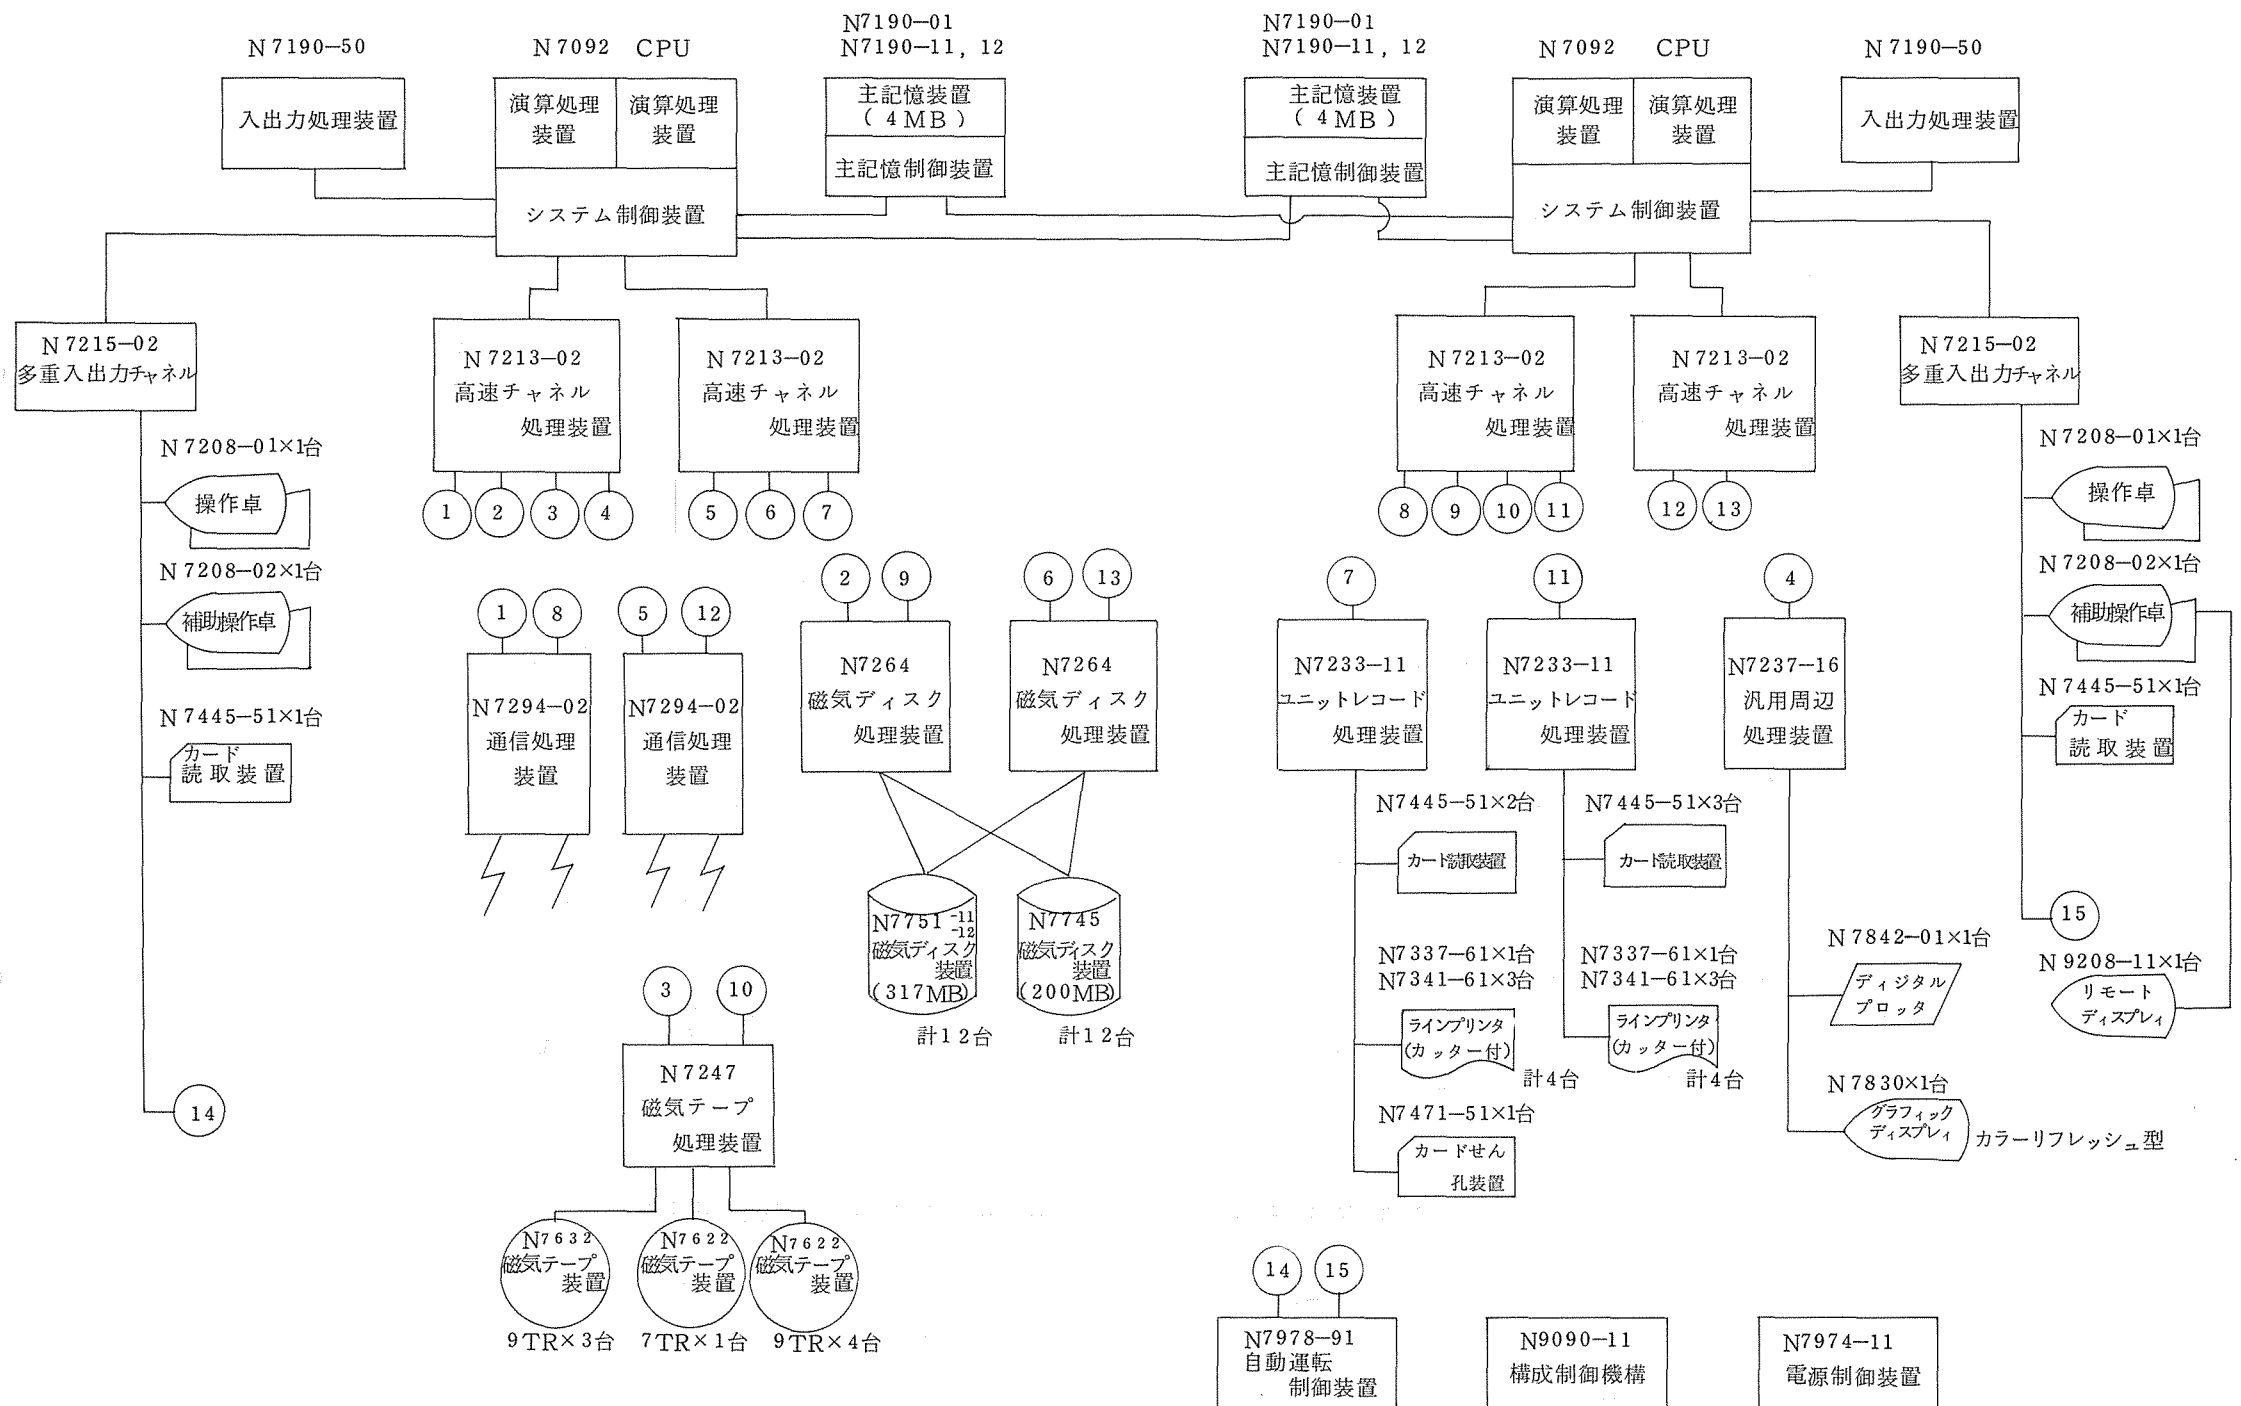 N7190-50
N7092 CPU
N7190-01
N7190-11, 12
N7190-01
N7190-11, 12
N7092 CPU
N7190-50
入出力処理装置
演算処理
装置
演算処理
装置
システム制御装置
主記憶装置
(4MB)
主記憶制御装置
主記憶装置
(4MB)
主記憶制御装置
演算処理
装置
演算処理
装置
システム制御装置
入出力処理装置
N7215-02
多重入出力チャネル
N7213-02
高速チャネル
処理装置
N7213-02
高速チャネル
処理装置
N7213-02
高速チャネル
処理装置
N7213-02
高速チャネル
処理装置
N7215-02
多重入出力チャネル
1 2 3 4
5 6 7
8 9 10 11
12 13
N7208-01×1台
操作卓
N7208-02×1台
補助操作卓
N7445-51×1台
カード
読取装置
14
1 8
N7294-02
通信処理
装置
5 12
N7294-02
通信処理
装置
2 9
N7264
磁気ディスク
処理装置
6 13
N7264
磁気ディスク
処理装置
N7751 -11
-12
磁気ディスク
装置
(317MB)
計12台
N7745
磁気ディスク
装置
(200MB)
計12台
3 10
N7247
磁気テープ
処理装置
N7632
磁気テープ
装置
9TR×3台
N7622
磁気テープ
装置
7TR×1台
N7622
磁気テープ
装置
9TR×4台
7
N7233-11
ユニットレコード
処理装置
N7445-51×2台
カード読取装置
N7337-61×1台
N7341-61×3台
ラインプリンタ
(カッター付)
計4台
N7471-51×1台
カードせん
孔装置
11
N7233-11
ユニットレコード
処理装置
N7445-51×3台
カード読取装置
N7337-61×1台
N7341-61×3台
ラインプリンタ
(カッター付)
計4台
4
N7237-16
汎用周辺
処理装置
N7842-01×1台
ディジタル
プロッタ
N7830×1台
グラフィック
ディスプレィ
カラーリフレッシュ型
N7208-01×1台
操作卓
N7208-02×1台
補助操作卓
N7445-51×1台
カード
読取装置
15
N9208-11×1台
リモート
ディスプレィ
14 15
N7978-91
自動運転
制御装置
N9090-11
構成制御機構
N7974-11
電源制御装置